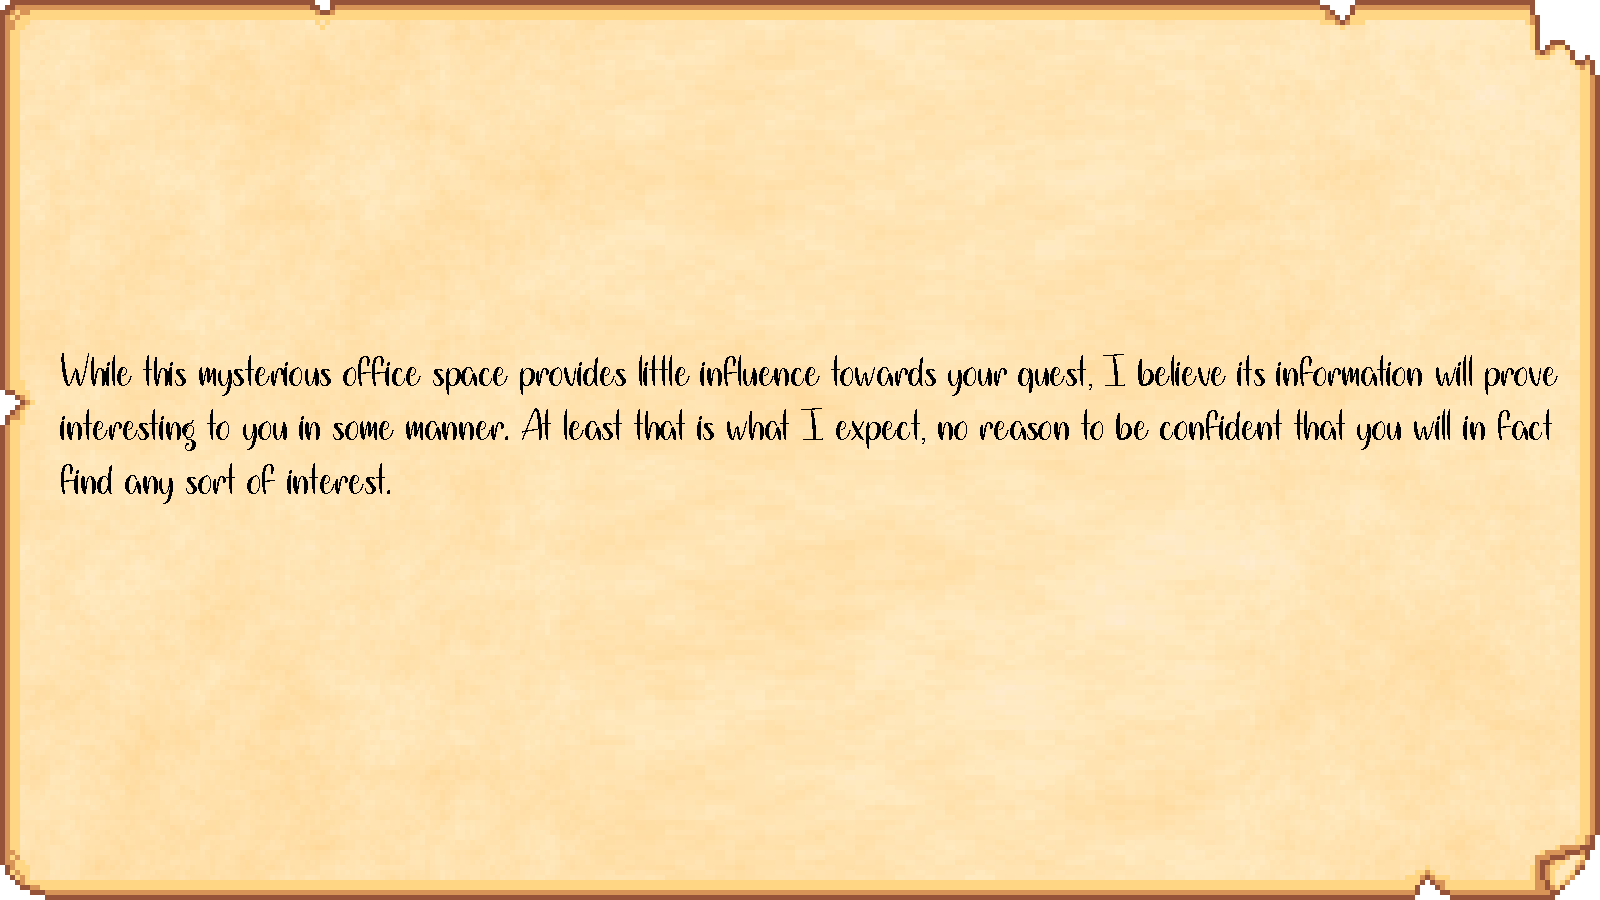 While this mysterious office space provides little influence towards your quest, I believe its information will prove
interesting to you in some manner. At least that is what I expect, no reason to be confident that you will in fact
find any sort of interest.